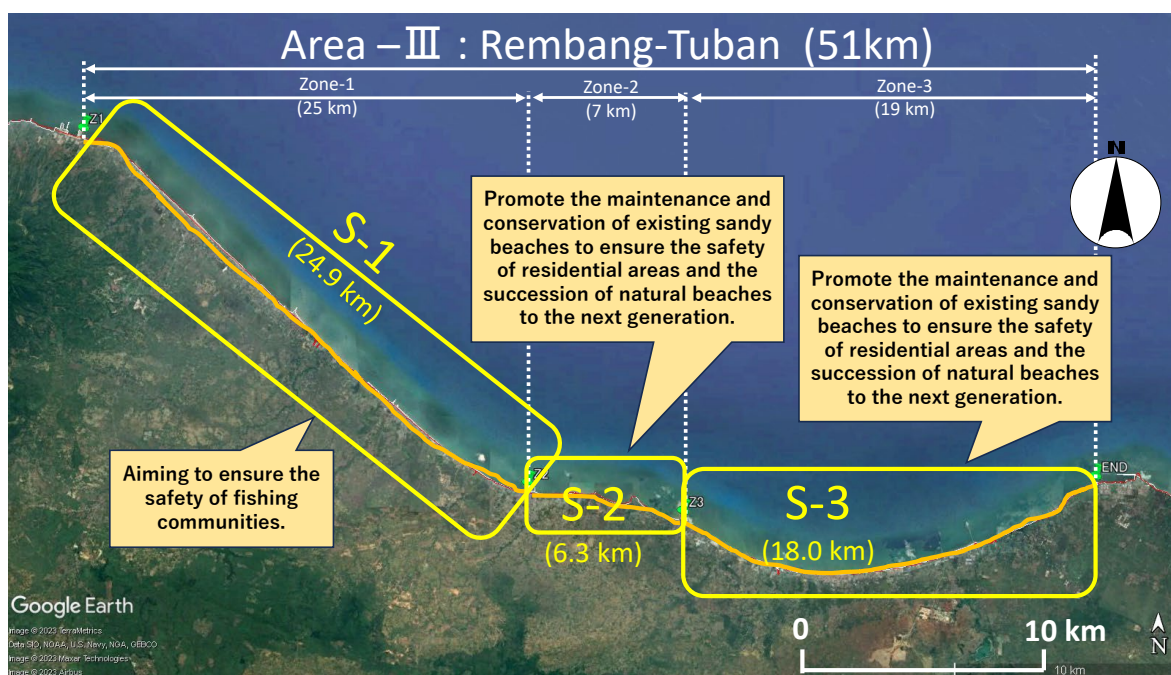 Area –Ⅲ : Rembang-Tuban (51km)
Zone-1
(25 km)
Zone-2
(7 km)
Zone-3
(19 km)
Z1
N
Promote the maintenance and
conservation of existing sandy
beaches to ensure the safety
of residential areas and the
succession of natural beaches
to the next generation.
Promote the maintenance and
conservation of existing sandy
beaches to ensure the safety
of residential areas and the
succession of natural beaches
to the next generation.
S-1
(24.9 km)
Aiming to ensure the
safety of fishing
communities.
Z2
S-2
(6.3 km)
Z3
S-3
(18.0 km)
END
Google Earth
Image © 2023 TerraMetrics
Data SIO, NOAA, U.S. Navy, NGA, GEBCO
Image © 2023 Maxar Technologies
Image © 2023 Airbus
0
10 km
10 km
N